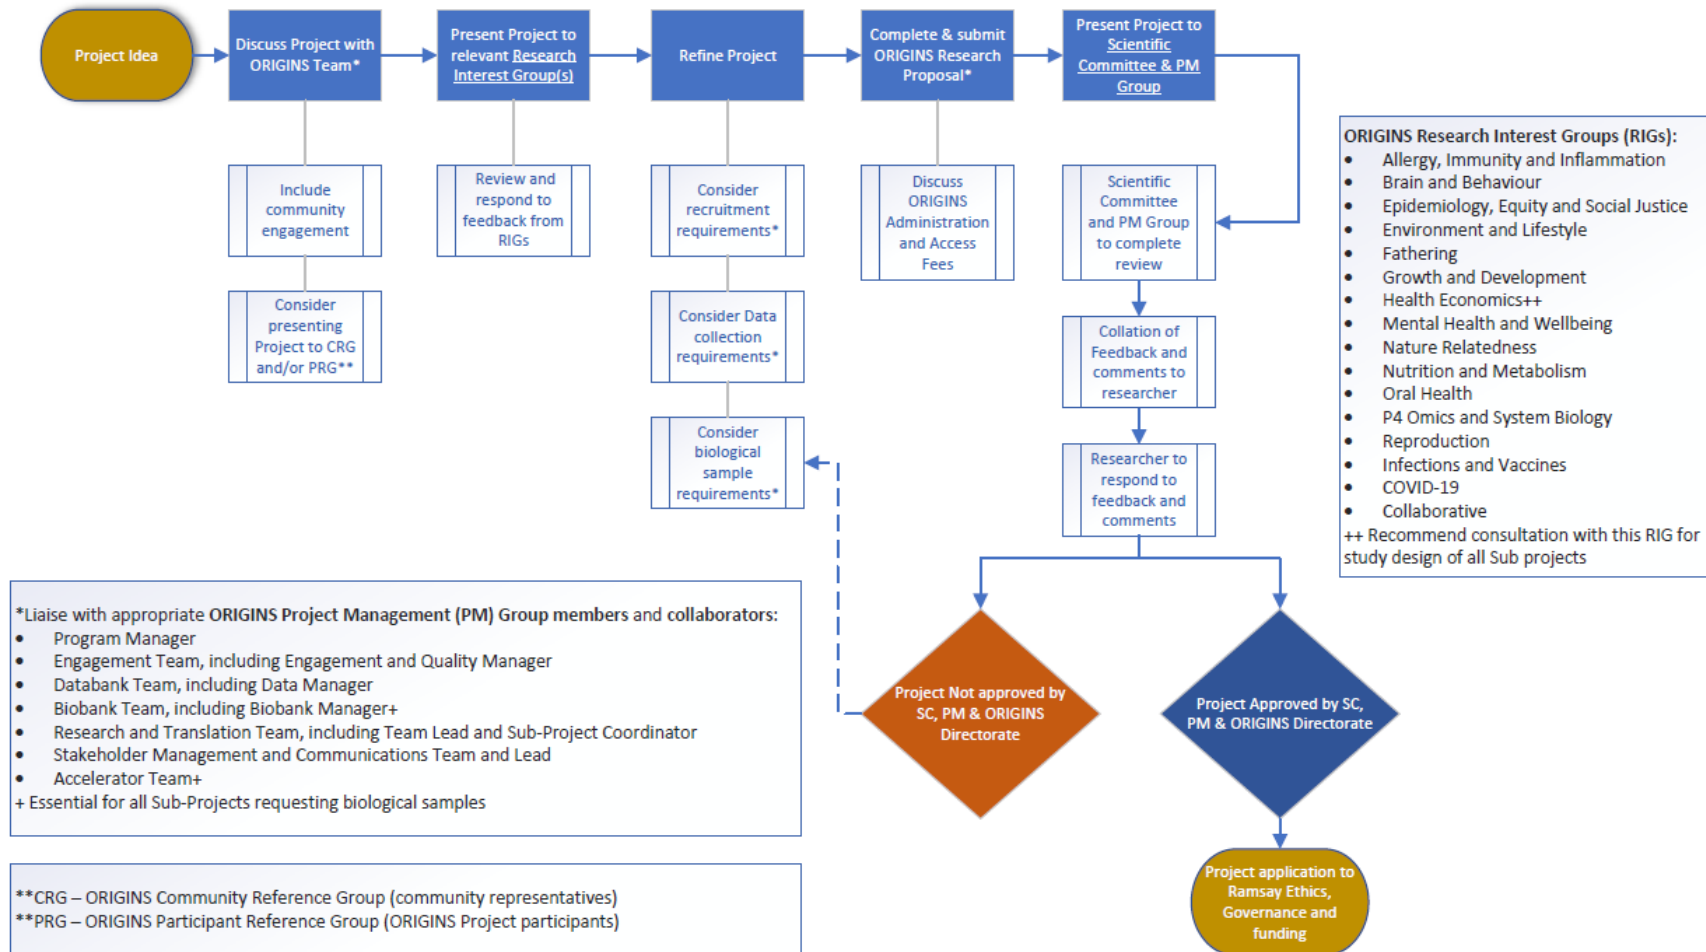 Project Idea
Discuss Project with
ORIGINS Team*
Present Project to
relevant Research
Interest Group(s)
Refine Project
Complete & submit
ORIGINS Research
Proposal*
Present Project to
Scientific
Committee & PM
Group
Include
community
engagement
Consider
presenting
Project to CRG
and/or PRG**
Review and
respond to
feedback from
RIGs
Consider
recruitment
requirements*
Consider Data
collection
requirements*
Consider
biological
sample
requirements*
Discuss
ORIGINS
Administration
and Access
Fees
Scientific
Committee
and PM Group
to complete
review
Collation of
Feedback and
comments to
researcher
Researcher to
respond to
feedback and
comments
Project Not approved by
SC, PM & ORIGINS
Directorate
Project Approved by SC,
PM & ORIGINS Directorate
Project application to
Ramsay Ethics,
Governance and
funding
ORIGINS Research Interest Groups (RIGs):
• Allergy, Immunity and Inflammation
• Brain and Behaviour
• Epidemiology, Equity and Social Justice
• Environment and Lifestyle
• Fathering
• Growth and Development
• Health Economics++
• Mental Health and Wellbeing
• Nature Relatedness
• Nutrition and Metabolism
• Oral Health
• P4 Omics and System Biology
• Reproduction
• Infections and Vaccines
• COVID-19
• Collaborative
++ Recommend consultation with this RIG for
study design of all Sub projects
*Liaise with appropriate ORIGINS Project Management (PM) Group members and collaborators:
• Program Manager
• Engagement Team, including Engagement and Quality Manager
• Databank Team, including Data Manager
• Biobank Team, including Biobank Manager+
• Research and Translation Team, including Team Lead and Sub-Project Coordinator
• Stakeholder Management and Communications Team and Lead
• Accelerator Team+
+ Essential for all Sub-Projects requesting biological samples
**CRG – ORIGINS Community Reference Group (community representatives)
**PRG – ORIGINS Participant Reference Group (ORIGINS Project participants)